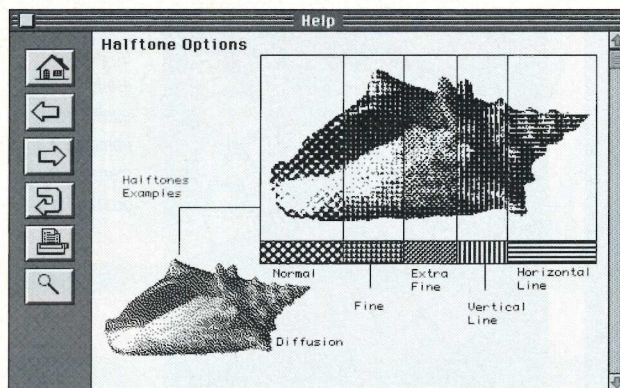 Help
Halftone Options
Halftones
Examples
Normal
Fine
Extra
Fine
Vertical
Line
Horizontal
Line
Diffusion